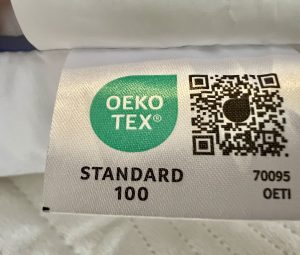 OEKO
TEX®
STANDARD
100
70095
OETI